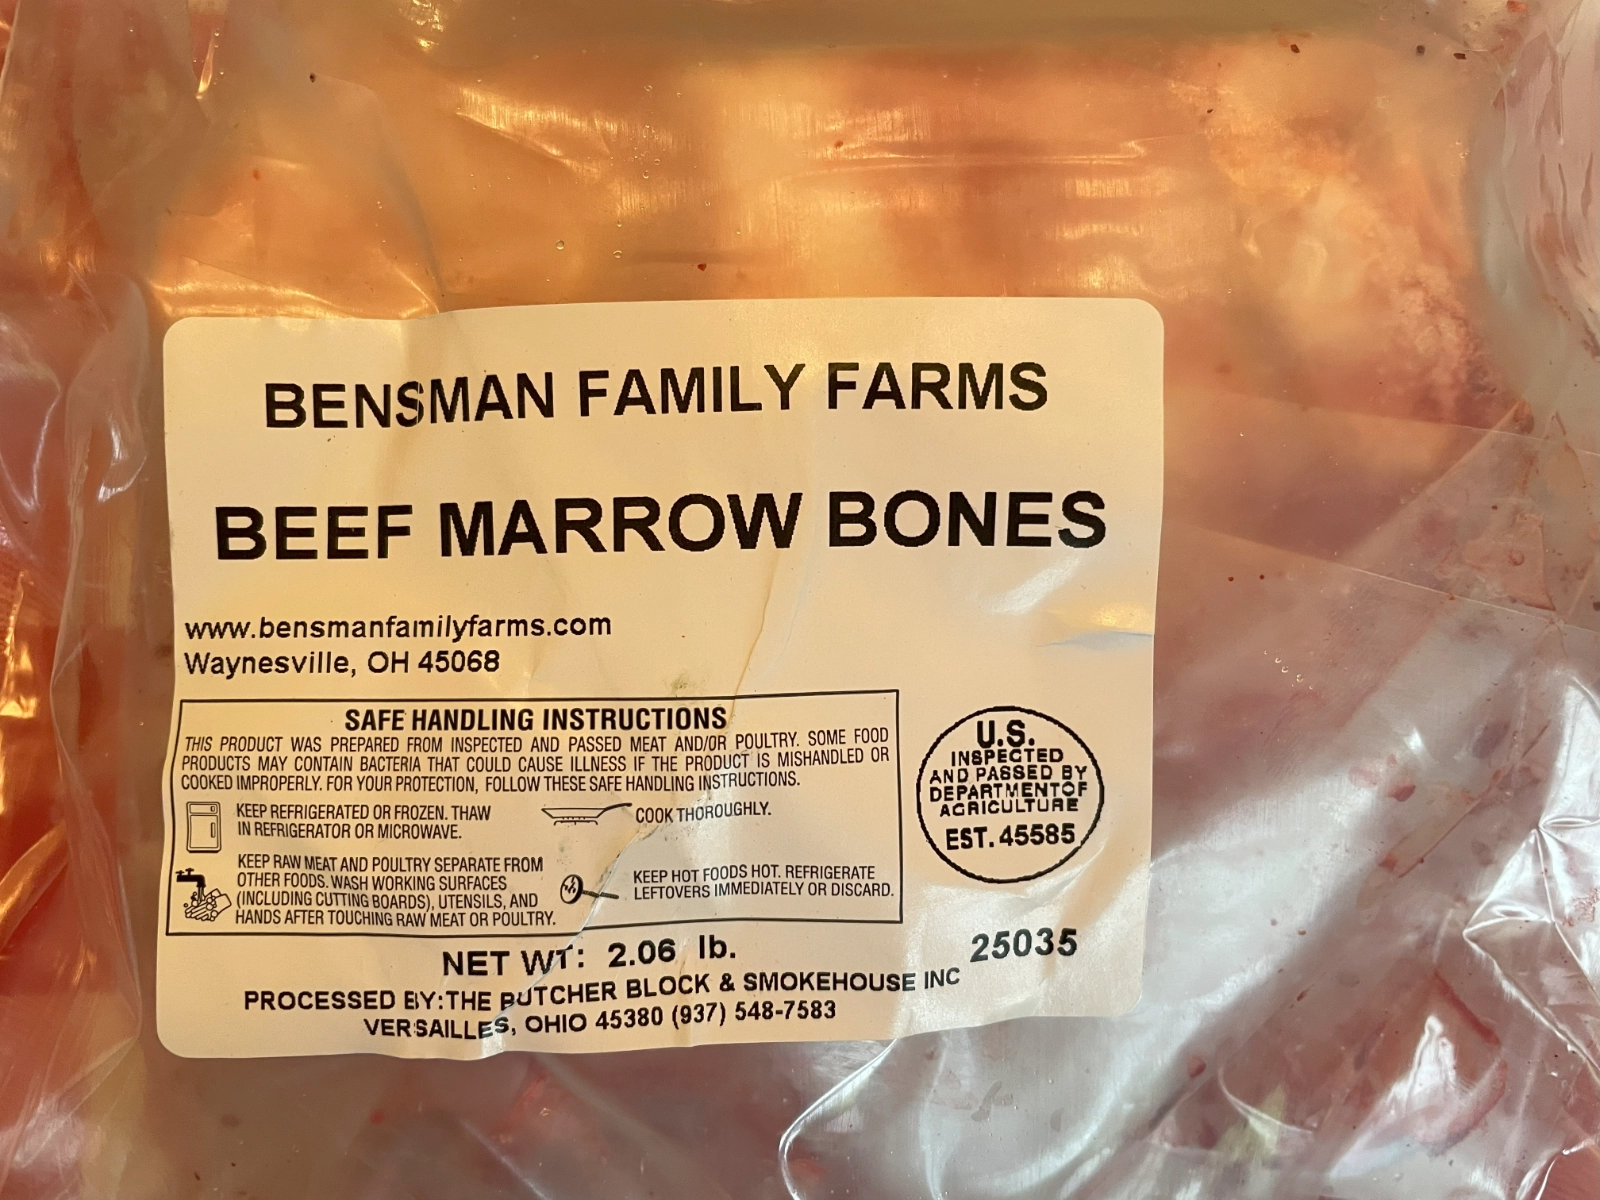 BENSMAN FAMILY FARMS
BEEF MARROW BONES
www.bensmanfamilyfarms.com
Waynesville, OH 45068
SAFE HANDLING INSTRUCTIONS
THIS PRODUCT WAS PREPARED FROM INSPECTED AND PASSED MEAT AND/OR POULTRY. SOME FOOD
PRODUCTS MAY CONTAIN BACTERIA THAT COULD CAUSE ILLNESS IF THE PRODUCT IS MISHANDLED OR
COOKED IMPROPERLY. FOR YOUR PROTECTION, FOLLOW THESE SAFE HANDLING INSTRUCTIONS.
KEEP REFRIGERATED OR FROZEN. THAW
IN REFRIGERATOR OR MICROWAVE.
COOK THOROUGHLY.
KEEP RAW MEAT AND POULTRY SEPARATE FROM
OTHER FOODS. WASH WORKING SURFACES
(INCLUDING CUTTING BOARDS), UTENSILS, AND
HANDS AFTER TOUCHING RAW MEAT OR POULTRY.
KEEP HOT FOODS HOT. REFRIGERATE
LEFTOVERS IMMEDIATELY OR DISCARD.
U.S.
INSPECTED
AND PASSED BY
DEPARTMENTOF
AGRICULTURE
EST. 45585
NET WT: 2.06 lb.
25035
PROCESSED BY:THE BUTCHER BLOCK & SMOKEHOUSE INC
VERSAILLES, OHIO 45380 (937) 548-7583